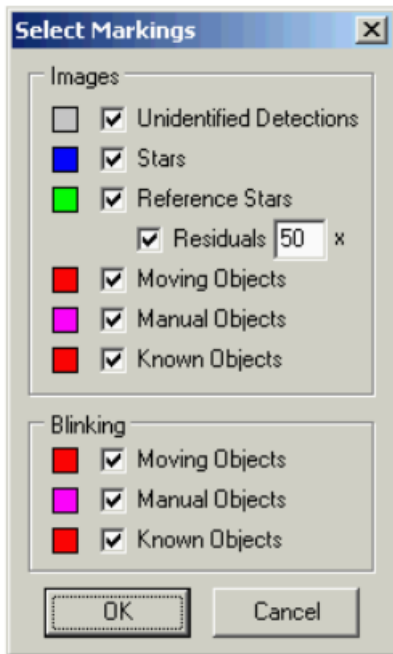 Select Markings
Images
Unidentified Detections
Stars
Reference Stars
Residuals 50 x
Moving Objects
Manual Objects
Known Objects
Blinking
Moving Objects
Manual Objects
Known Objects
OK Cancel